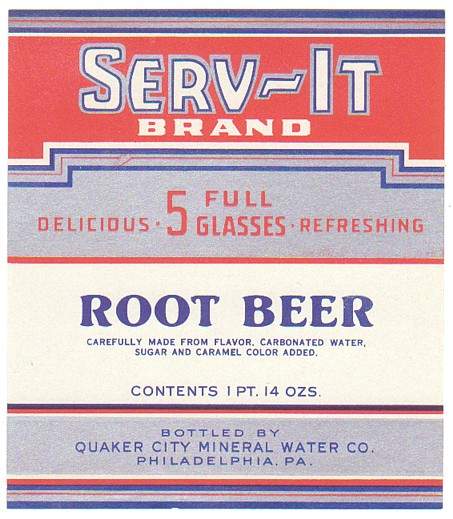 SERV~IT
BRAND
DELICIOUS · 5 FULL GLASSES · REFRESHING
ROOT BEER
CAREFULLY MADE FROM FLAVOR, CARBONATED WATER,
SUGAR AND CARAMEL COLOR ADDED.
CONTENTS 1 PT. 14 OZS.
BOTTLED BY
QUAKER CITY MINERAL WATER CO.
PHILADELPHIA, PA.